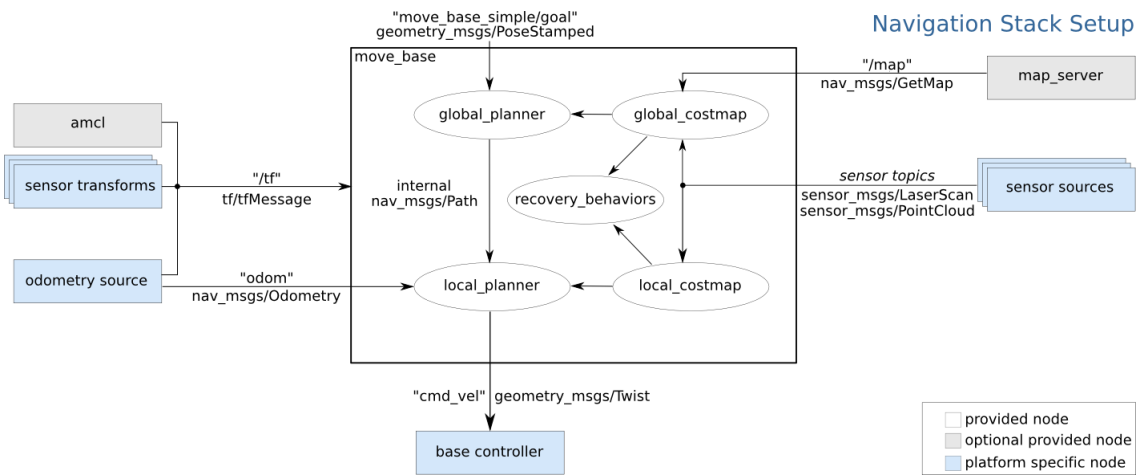 Navigation Stack Setup
"move_base_simple/goal"
geometry_msgs/PoseStamped
move_base
"/map"
nav_msgs/GetMap
map_server
amcl
global_planner
global_costmap
sensor transforms
"/tf"
tf/tfMessage
internal
nav_msgs/Path
recovery_behaviors
sensor topics
sensor_msgs/LaserScan
sensor_msgs/PointCloud
sensor sources
odometry source
"odom"
nav_msgs/Odometry
local_planner
local_costmap
"cmd_vel" geometry_msgs/Twist
base controller
provided node
optional provided node
platform specific node